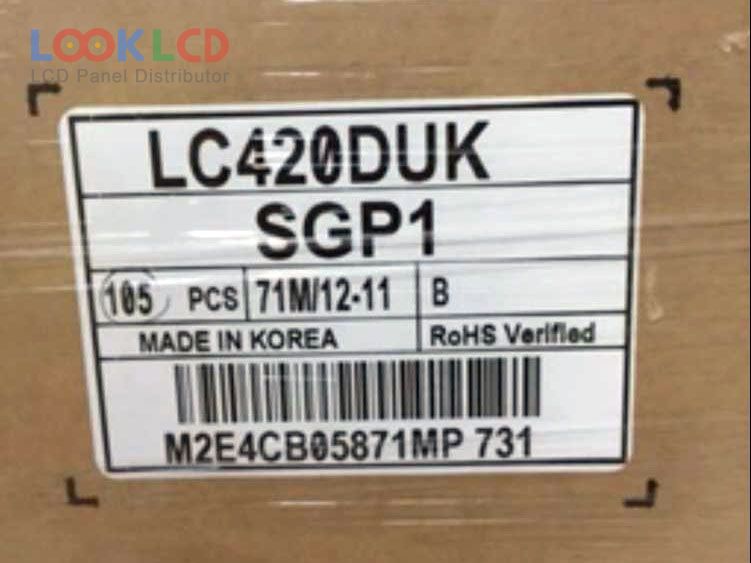 LOOKLCD
LCD Panel Distributor
LC420DUK
SGP1
105 PCS 71M/12-11 B
MADE IN KOREA RoHS Verified
M2E4CB05871MP 731